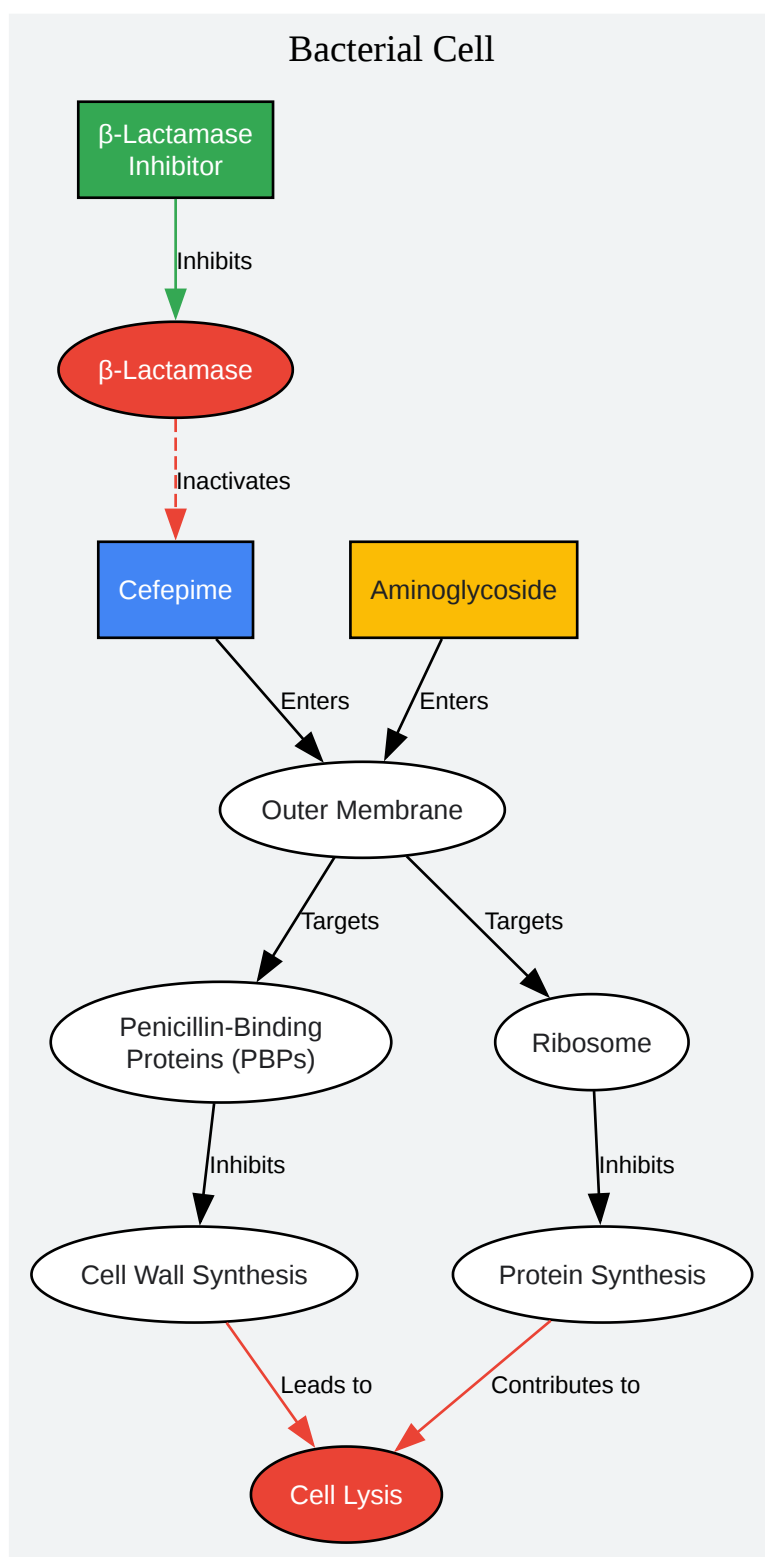 Bacterial Cell
β-Lactamase
Inhibitor
Inhibits
β-Lactamase
Inactivates
Cefepime
Aminoglycoside
Enters
Enters
Outer Membrane
Targets
Targets
Penicillin-Binding
Proteins (PBPs)
Ribosome
Inhibits
Inhibits
Cell Wall Synthesis
Protein Synthesis
Leads to
Contributes to
Cell Lysis